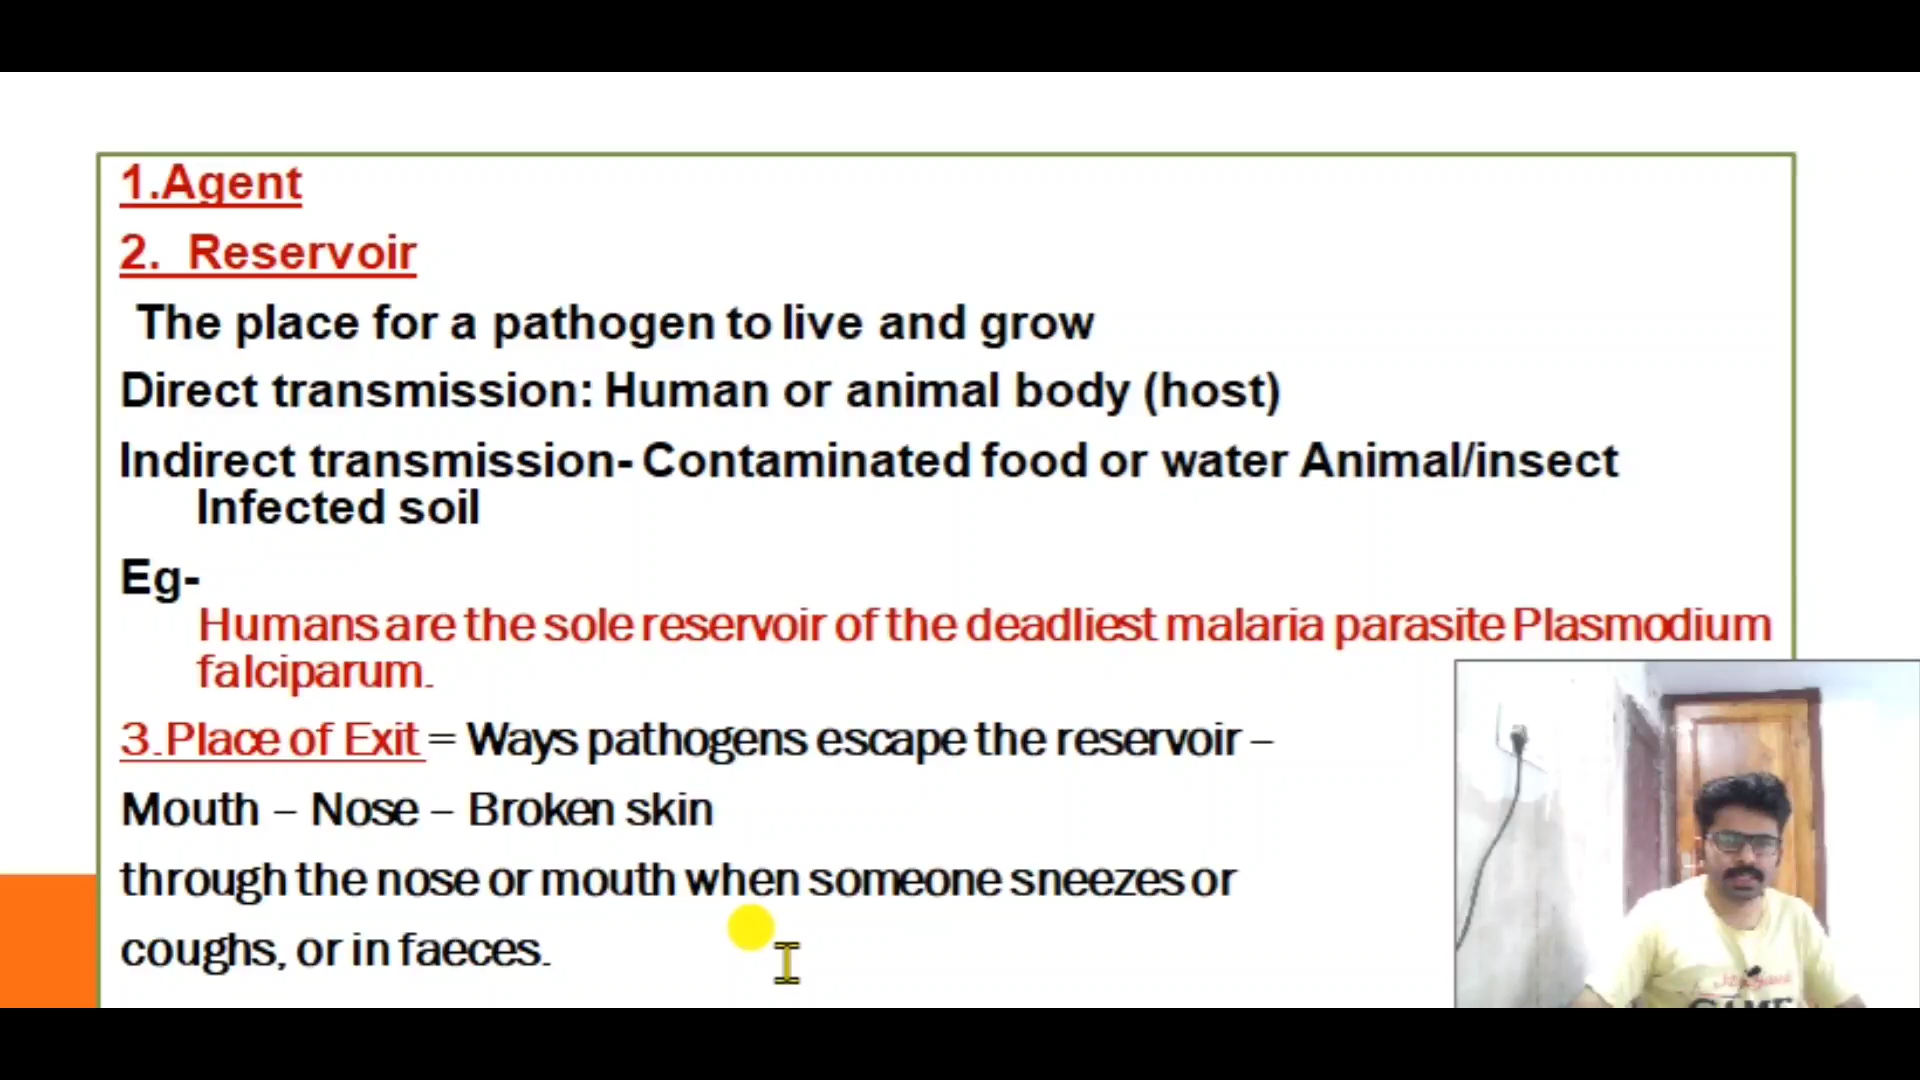 1.Agent
2. Reservoir
The place for a pathogen to live and grow
Direct transmission: Human or animal body (host)
Indirect transmission- Contaminated food or water Animal/insect
Infected soil
Eg-
Humans are the sole reservoir of the deadliest malaria parasite Plasmodium
falciparum.
3.Place of Exit = Ways pathogens escape the reservoir –
Mouth – Nose – Broken skin
through the nose or mouth when someone sneezes or
coughs, or in faeces.
GAME